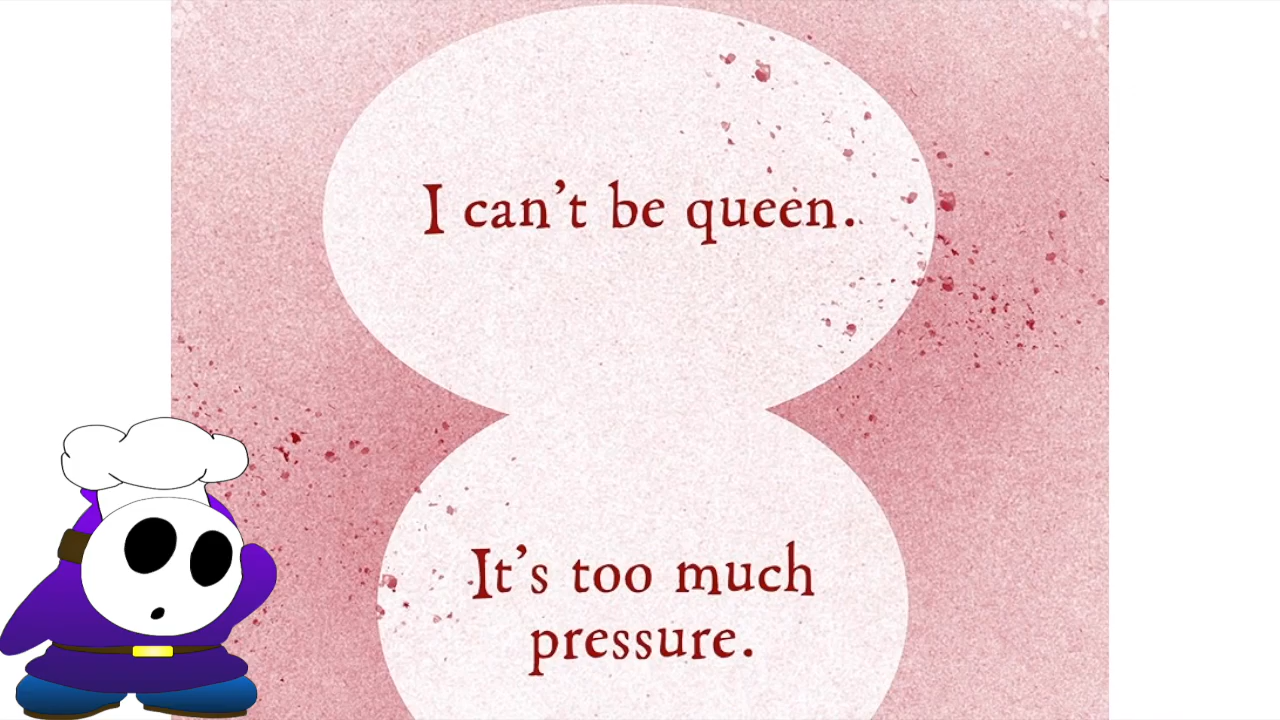 I can’t be queen.
It’s too much
pressure.